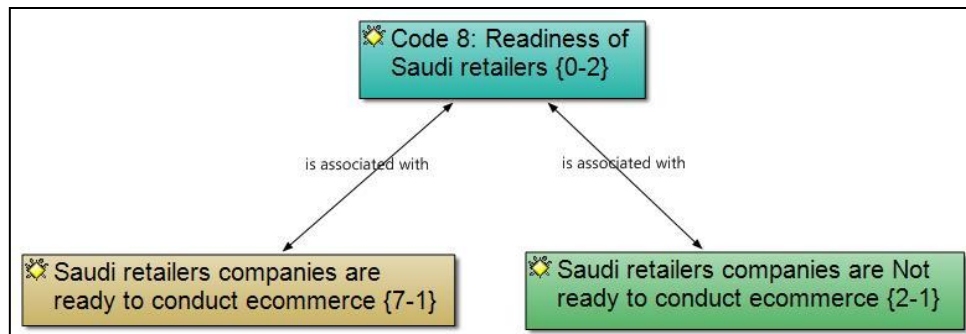 Code 8: Readiness of
Saudi retailers {0-2}
is associated with
is associated with
Saudi retailers companies are
ready to conduct ecommerce {7-1}
Saudi retailers companies are Not
ready to conduct ecommerce {2-1}